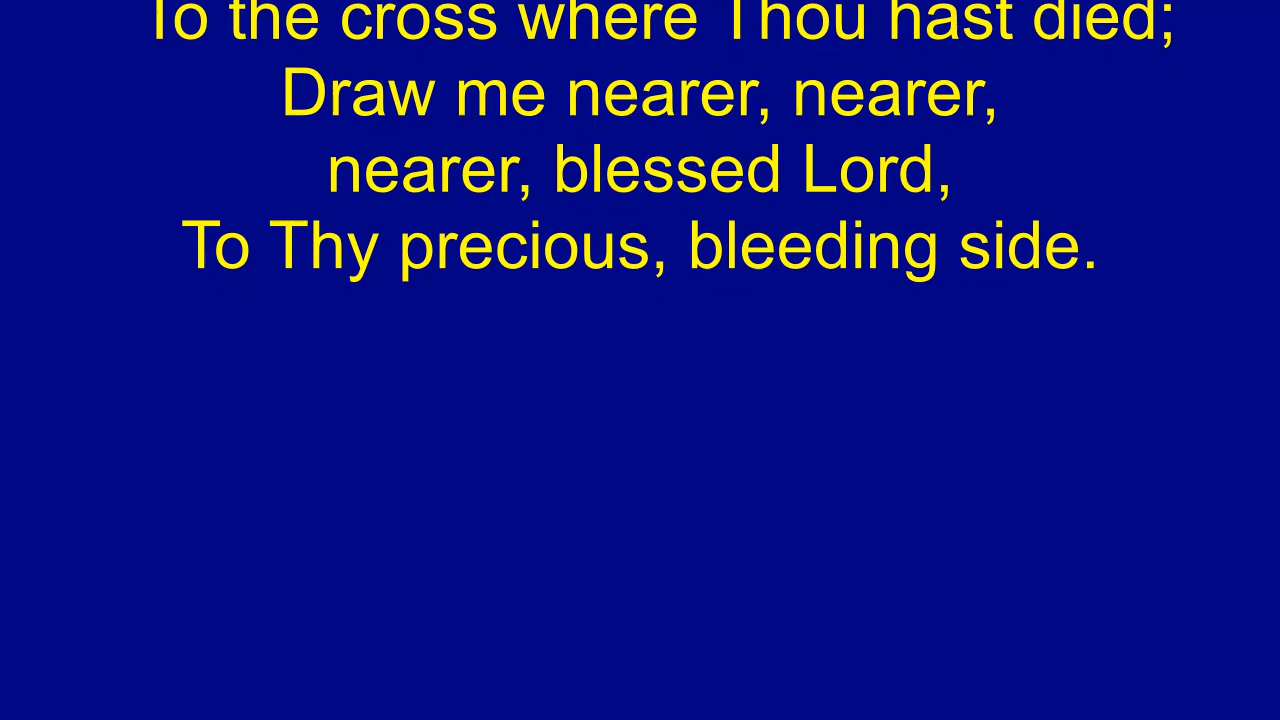 To the cross where Thou hast died;
Draw me nearer, nearer,
nearer, blessed Lord,
To Thy precious, bleeding side.